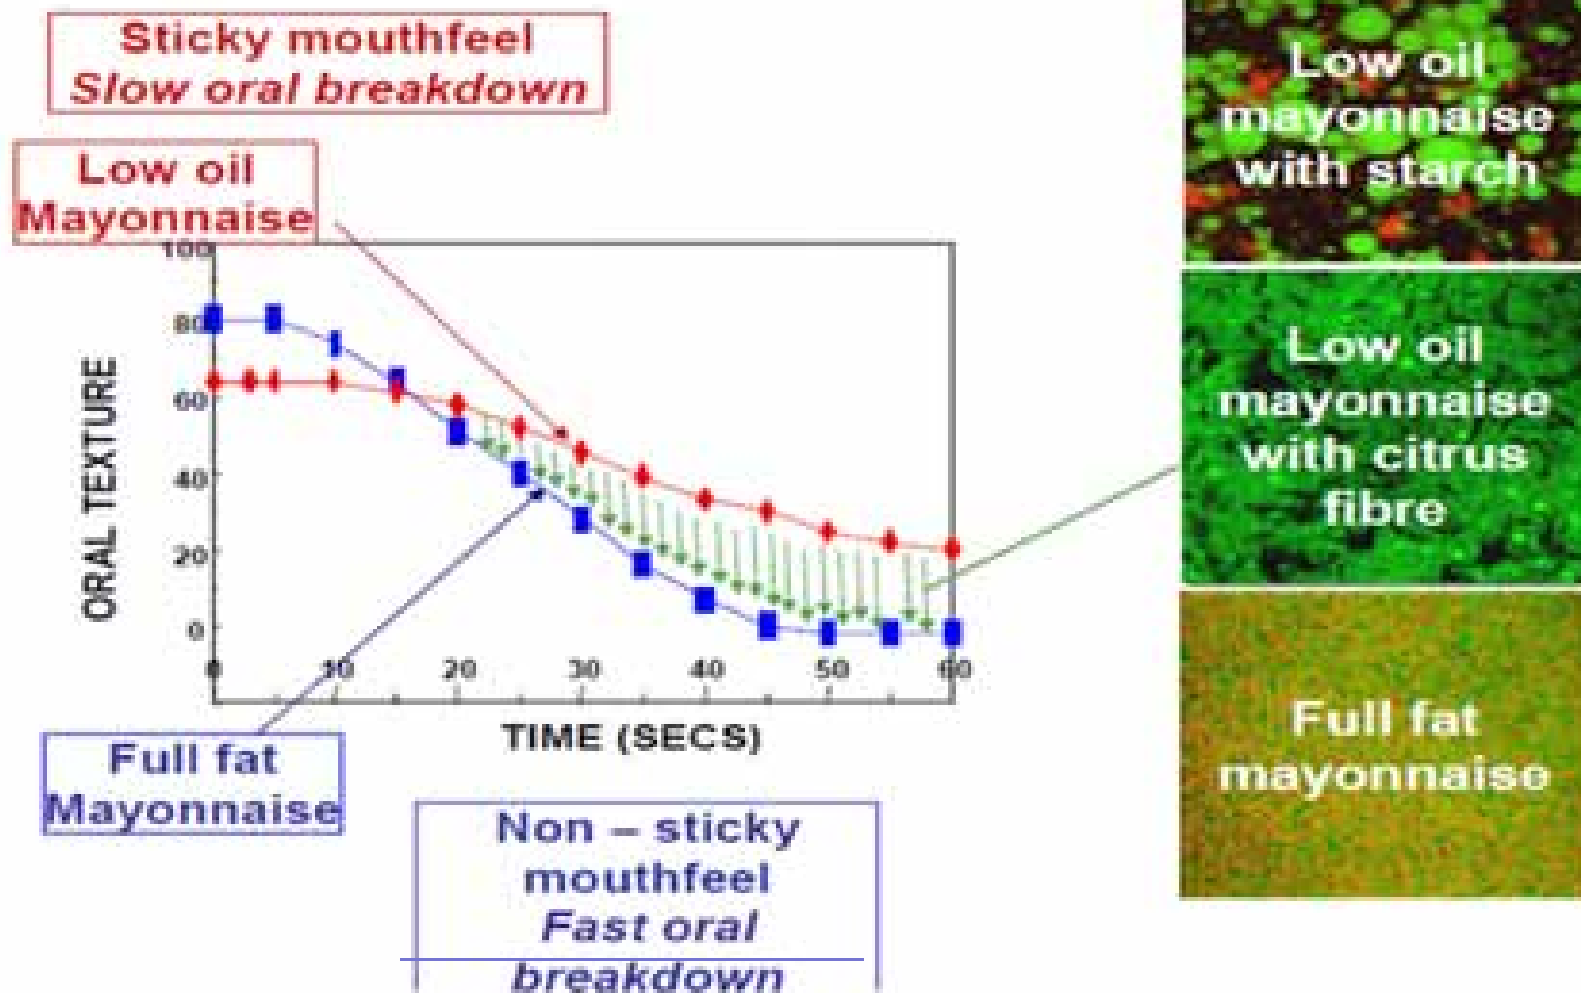 Sticky mouthfeel
Slow oral breakdown
Low oil
Mayonnaise
100
80
60
40
20
0
ORAL TEXTURE
0 10 20 30 40 50 60
TIME (SECS)
Full fat
Mayonnaise
Non – sticky
mouthfeel
Fast oral
breakdown
Low oil
mayonnaise
with starch
Low oil
mayonnaise
with citrus
fibre
Full fat
mayonnaise